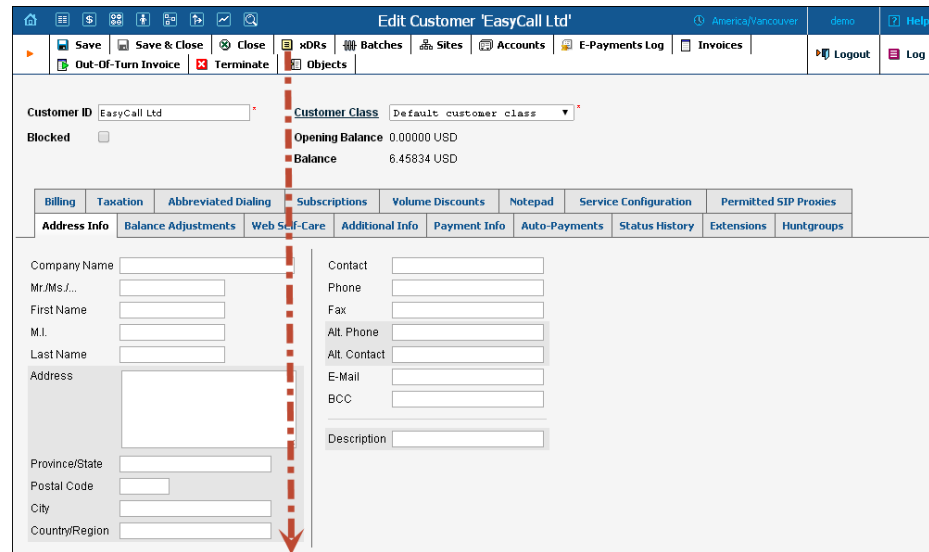 Edit Customer 'EasyCall Ltd' America/Vancouver demo Help
Save Save & Close Close xDRs Batches Sites Accounts E-Payments Log Invoices
Logout Log
Out-Of-Turn Invoice Terminate Objects
Customer ID EasyCall Ltd * Customer Class Default customer class *
Blocked Opening Balance 0.00000 USD
Balance 6.45834 USD
Billing Taxation Abbreviated Dialing Subscriptions Volume Discounts Notepad Service Configuration Permitted SIP Proxies
Address Info Balance Adjustments Web Self-Care Additional Info Payment Info Auto-Payments Status History Extensions Huntgroups
Company Name Contact
Mr./Ms./... Phone
First Name Fax
M.I. Alt. Phone
Last Name Alt. Contact
Address E-Mail
BCC
Description
Province/State
Postal Code
City
Country/Region